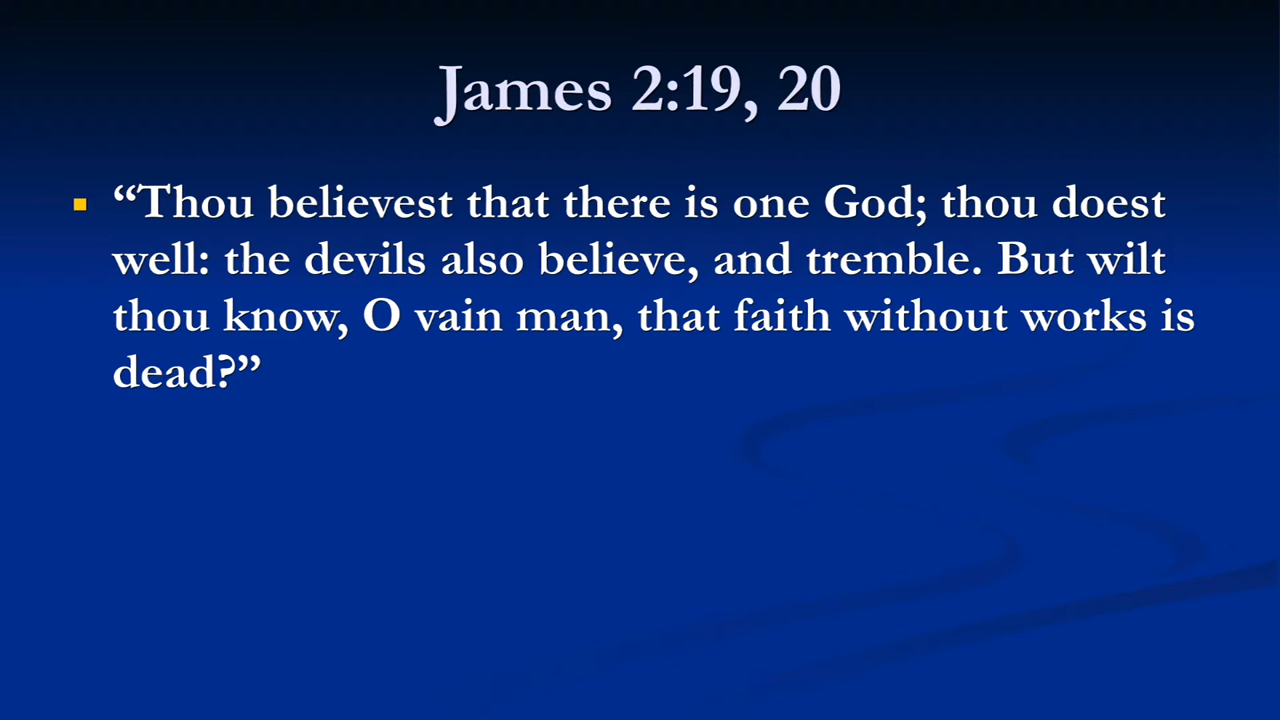 James 2:19, 20
“Thou believest that there is one God; thou doest
well: the devils also believe, and tremble. But wilt
thou know, O vain man, that faith without works is
dead?”